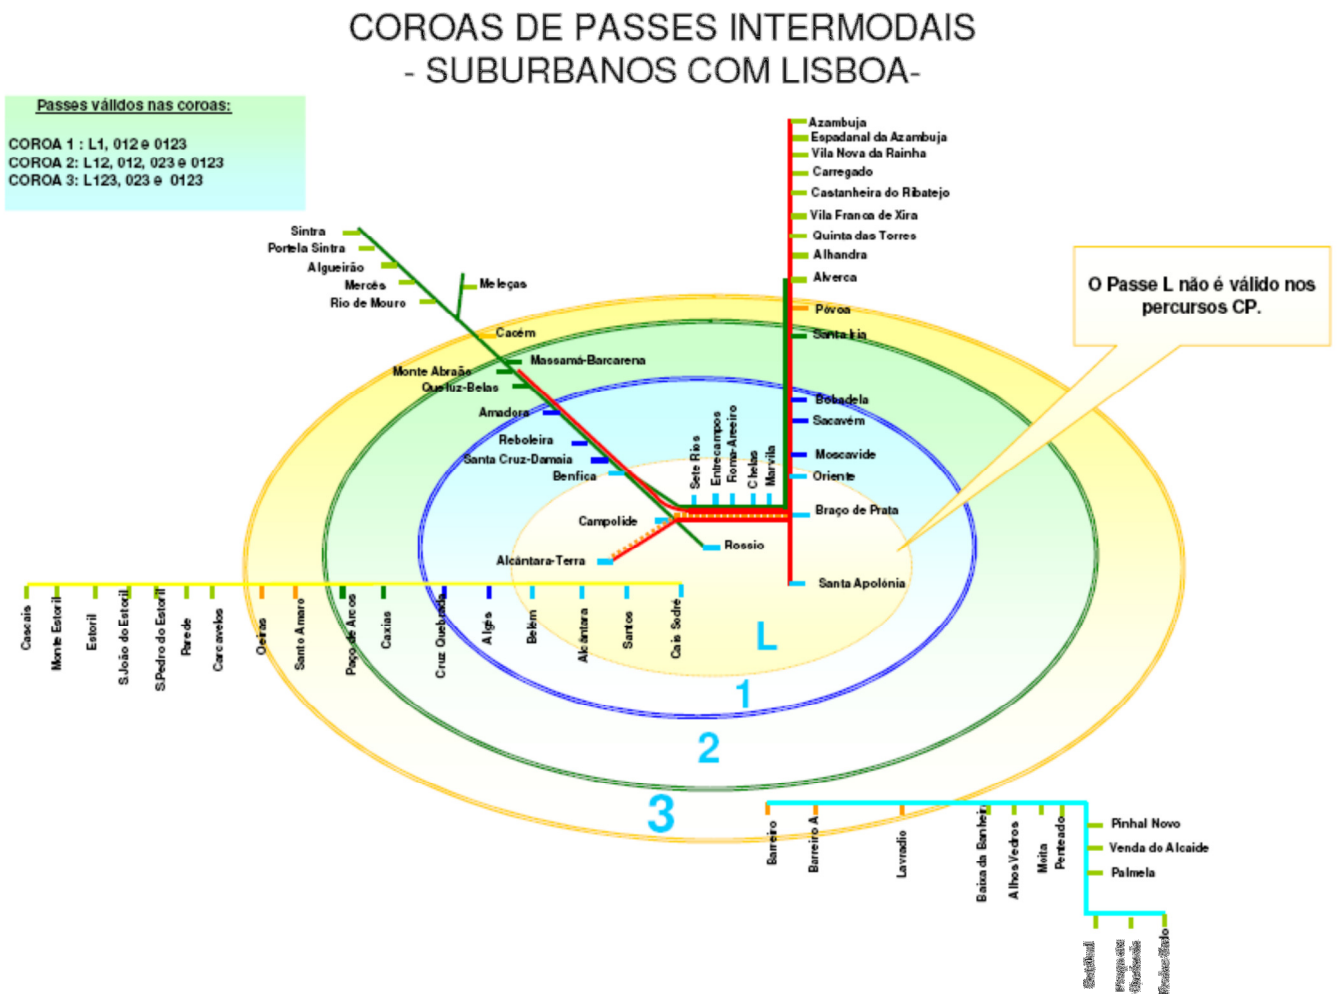 COROAS DE PASSES INTERMODAIS
- SUBURBANOS COM LISBOA-
Passes válidos nas coroas:
COROA 1 : L1, 012 e 0123
COROA 2: L12, 012, 023 e 0123
COROA 3: L123, 023 e 0123
Azambuja
Espadanal da Azambuja
Vila Nova da Rainha
Carregado
Castanheira do Ribatejo
Vila Franca de Xira
Quinta das Torres
Alhandra
Alverca
Póvoa
Santa Iria
Bobadela
Sacavém
Moscavide
Oriente
Braço de Prata
Santa Apolónia
O Passe L não é válido nos
percursos CP.
Sintra
Portela Sintra
Algueirão
Mercês
Rio de Mouro
Meleças
Cacém
Massamá-Barcarena
Monte Abraão
Queluz-Belas
Amadora
Reboleira
Santa Cruz-Damaia
Benfica
Campolide
Alcântara-Terra
Rossio
Sete Rios
Entrecampos
Roma-Areeiro
Chelas
Marvila
Cascais
Monte Estoril
Estoril
S.João do Estoril
S.Pedro do Estoril
Parede
Carcavelos
Oeiras
Santo Amaro
Paço de Arcos
Caxias
Cruz Quebrada
Algés
Belém
Alcântara
Santos
Cais Sodré
L
1
2
3
Barreiro
Barreiro A
Lavradio
Baixa da Banheir
Alhos Vedros
Moita
Penteado
Pinhal Novo
Venda do Alcaide
Palmela